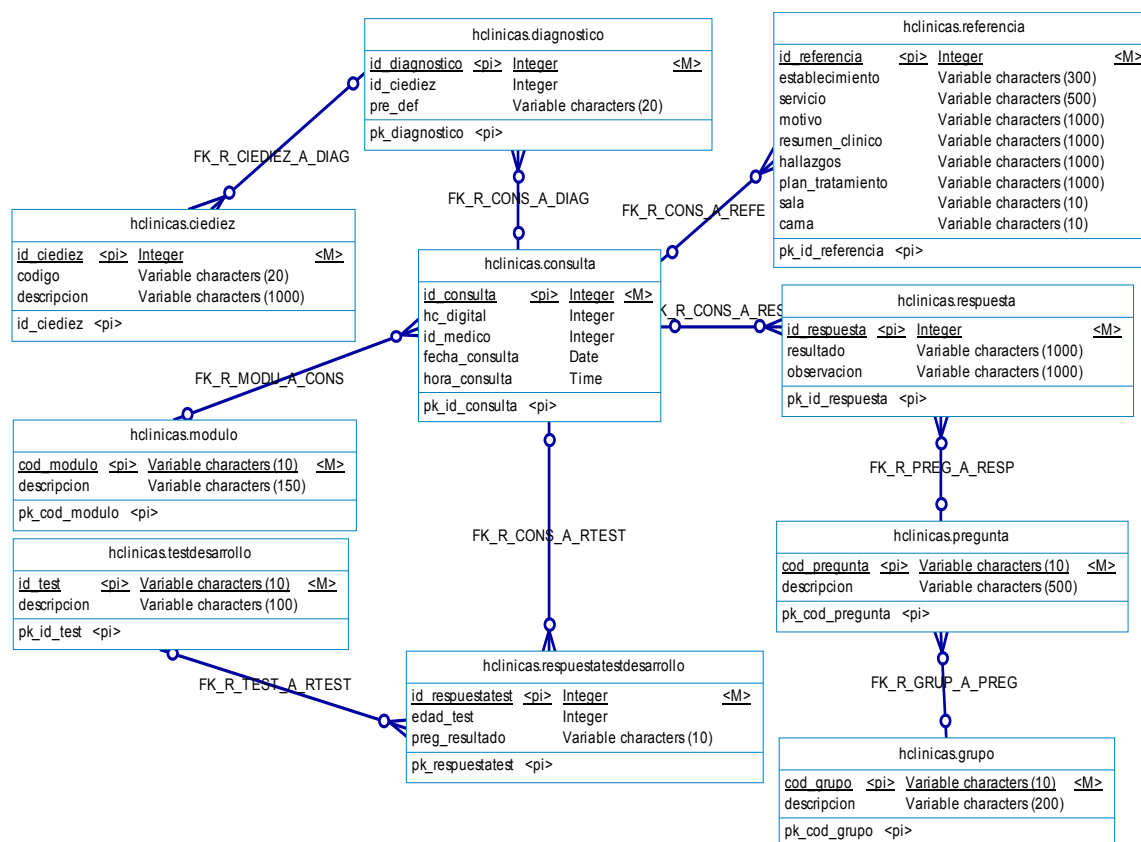 hclinicas.diagnostico
id_diagnostico <pi> Integer <M>
id_ciediez Integer
pre_def Variable characters (20)
pk_diagnostico <pi>
hclinicas.referencia
id_referencia <pi> Integer <M>
establecimiento Variable characters (300)
servicio Variable characters (500)
motivo Variable characters (1000)
resumen_clinico Variable characters (1000)
hallazgos Variable characters (1000)
plan_tratamiento Variable characters (1000)
sala Variable characters (10)
cama Variable characters (10)
pk_id_referencia <pi>
FK_R_CIEDIEZ_A_DIAG
FK_R_CONS_A_DIAG
FK_R_CONS_A_REFE
hclinicas.ciediez
id_ciediez <pi> Integer <M>
codigo Variable characters (20)
descripcion Variable characters (1000)
id_ciediez <pi>
hclinicas.consulta
id_consulta <pi> Integer <M>
hc_digital Integer
id_medico Integer
fecha_consulta Date
hora_consulta Time
pk_id_consulta <pi>
K_R_CONS_A_RES
hclinicas.respuesta
id_respuesta <pi> Integer <M>
resultado Variable characters (1000)
observacion Variable characters (1000)
pk_id_respuesta <pi>
FK_R_MODU_A_CONS
hclinicas.modulo
cod_modulo <pi> Variable characters (10) <M>
descripcion Variable characters (150)
pk_cod_modulo <pi>
FK_R_PREG_A_RESP
FK_R_CONS_A_RTEST
hclinicas.testdesarrollo
id_test <pi> Variable characters (10) <M>
descripcion Variable characters (100)
pk_id_test <pi>
hclinicas.pregunta
cod_pregunta <pi> Variable characters (10) <M>
descripcion Variable characters (500)
pk_cod_pregunta <pi>
FK_R_TEST_A_RTEST
hclinicas.respuestatestdesarrollo
id_respuestatest <pi> Integer <M>
edad_test Integer
preg_resultado Variable characters (10)
pk_respuestatest <pi>
FK_R_GRUP_A_PREG
hclinicas.grupo
cod_grupo <pi> Variable characters (10) <M>
descripcion Variable characters (200)
pk_cod_grupo <pi>